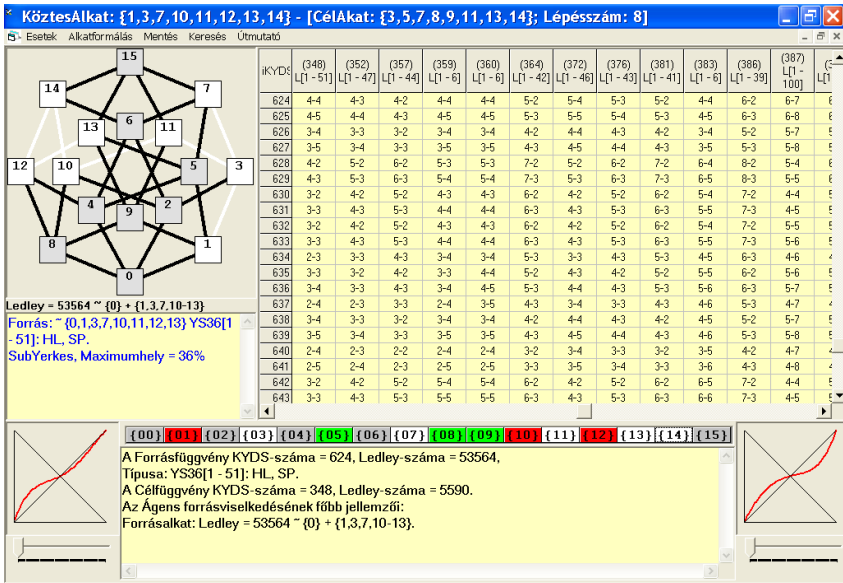 KöztesAlkat: {1,3,7,10,11,12,13,14} - [CélAkat: {3,5,7,8,9,11,13,14}; Lépésszám: 8]
Esetek Alkatformálás Mentés Keresés Útmutató
15
14 7
6
13 11
12 10 5 3
4 9 2
8 1
0
Ledley = 53564 ~ {0} + {1,3,7,10-13}
Forrás: ~ {0,1,3,7,10,11,12,13} YS36[1
- 51]: HL, SP.
SubYerkes, Maximumhely = 36%
iKYDS (348) (352) (357) (359) (360) (364) (372) (376) (381) (383) (386) (387)
L[1 - 51] L[1 - 47] L[1 - 44] L[1 - 6] L[1 - 6] L[1 - 42] L[1 - 46] L[1 - 43] L[1 - 41] L[1 - 6] L[1 - 39] L[1 -
100]
624 4-4 4-3 4-2 4-4 4-4 5-2 5-4 5-3 5-2 4-4 6-2 6-7
625 4-5 4-4 4-3 4-5 4-5 5-3 5-5 5-4 5-3 4-5 6-3 6-8
626 3-4 3-3 3-2 3-4 3-4 4-2 4-4 4-3 4-2 3-4 5-2 5-7
627 3-5 3-4 3-3 3-5 3-5 4-3 4-5 4-4 4-3 3-5 5-3 5-8
628 4-2 5-2 6-2 5-3 5-3 7-2 5-2 6-2 7-2 6-4 8-2 5-4
629 4-3 5-3 6-3 5-4 5-4 7-3 5-3 6-3 7-3 6-5 8-3 5-5
630 3-2 4-2 5-2 4-3 4-3 6-2 4-2 5-2 6-2 5-4 7-2 4-4
631 3-3 4-3 5-3 4-4 4-4 6-3 4-3 5-3 6-3 5-5 7-3 4-5
632 3-2 4-2 5-2 4-3 4-3 6-2 4-2 5-2 6-2 5-4 7-2 5-5
633 3-3 4-3 5-3 4-4 4-4 6-3 4-3 5-3 6-3 5-5 7-3 5-6
634 2-3 3-3 4-3 3-4 3-4 5-3 3-3 4-3 5-3 4-5 6-3 4-6
635 3-3 3-2 4-2 3-3 4-4 5-2 4-3 4-2 5-2 5-5 6-2 5-6
636 3-4 3-3 4-3 3-4 4-5 5-3 4-4 4-3 5-3 5-6 6-3 5-7
637 2-4 2-3 3-3 2-4 3-5 4-3 3-4 3-3 4-3 4-6 5-3 4-7
638 3-4 3-3 3-2 3-4 3-4 4-2 4-4 4-3 4-2 4-5 5-2 5-7
639 3-5 3-4 3-3 3-5 3-5 4-3 4-5 4-4 4-3 4-6 5-3 5-8
640 2-4 2-3 2-2 2-4 2-4 3-2 3-4 3-3 3-2 3-5 4-2 4-7
641 2-5 2-4 2-3 2-5 2-5 3-3 3-5 3-4 3-3 3-6 4-3 4-8
642 3-2 4-2 5-2 5-4 5-4 6-2 4-2 5-2 6-2 6-5 7-2 4-4
643 3-3 4-3 5-3 5-5 5-5 6-3 4-3 5-3 6-3 6-6 7-3 4-5
{00} {01} {02} {03} {04} {05} {06} {07} {08} {09} {10} {11} {12} {13} {14} {15}
A Forrásfüggvény KYDS-száma = 624, Ledley-száma = 53564,
Típusa: YS36[1 - 51]: HL, SP.
A Célfüggvény KYDS-száma = 348, Ledley-száma = 5590.
Az Ágens forrásviselkedésének főbb jellemzői:
Forrásalkat: Ledley = 53564 ~ {0} + {1,3,7,10-13}.